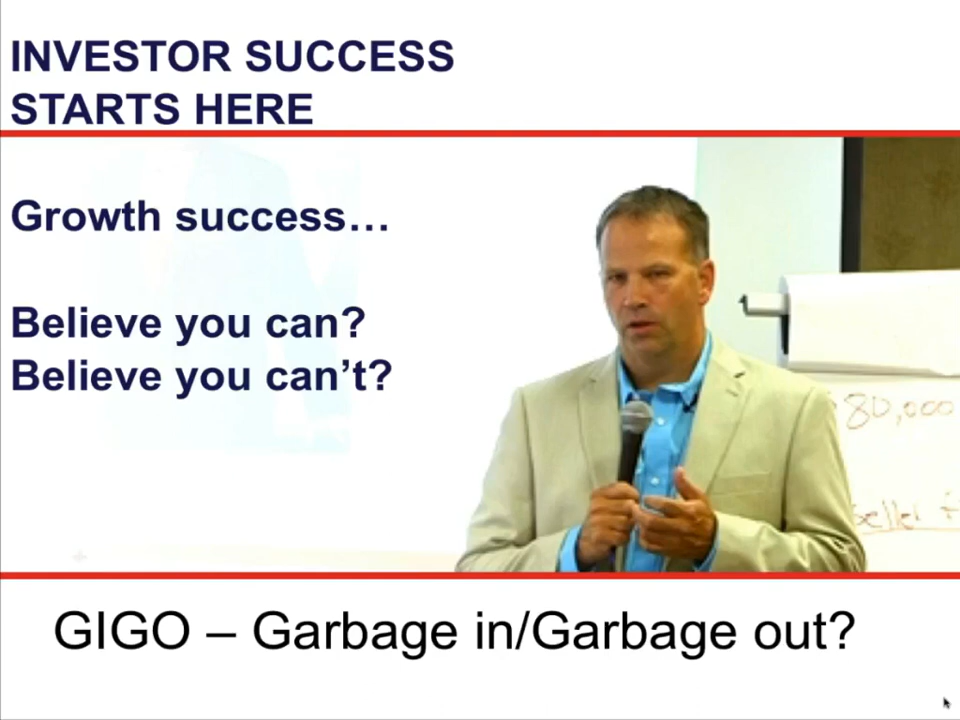 INVESTOR SUCCESS
STARTS HERE
Growth success…
Believe you can?
Believe you can't?
80,000
GIGO – Garbage in/Garbage out?